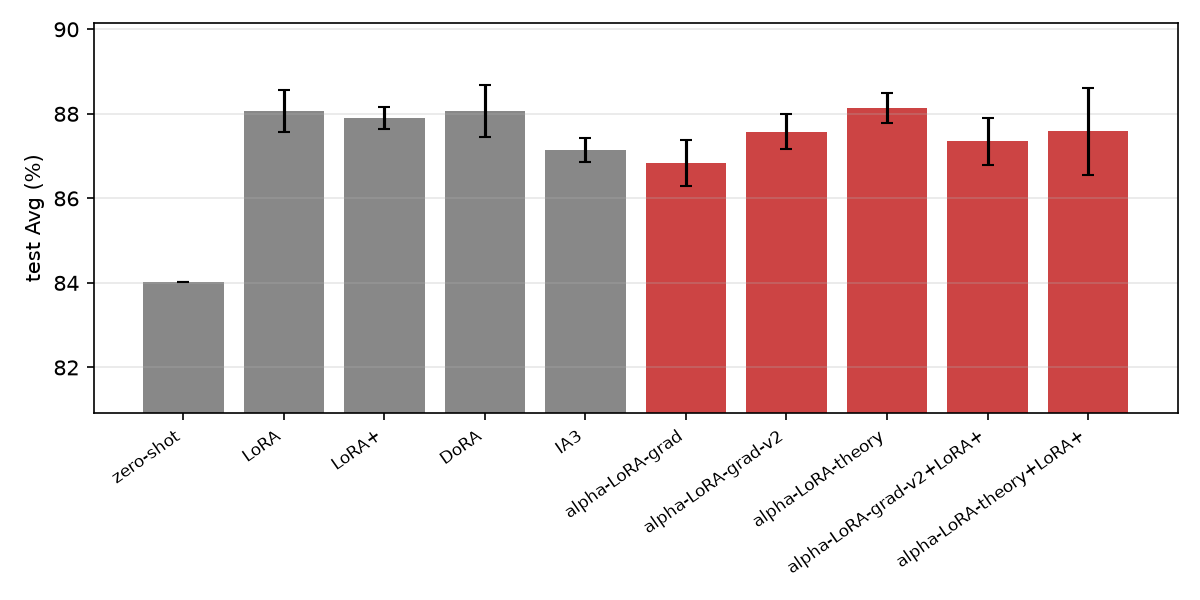 test Avg (%)
90
88
86
84
82
zero-shot
LoRA
LoRA+
DoRA
IA3
alpha-LoRA-grad
alpha-LoRA-grad-v2
alpha-LoRA-theory
alpha-LoRA-grad-v2+LoRA+
alpha-LoRA-theory+LoRA+